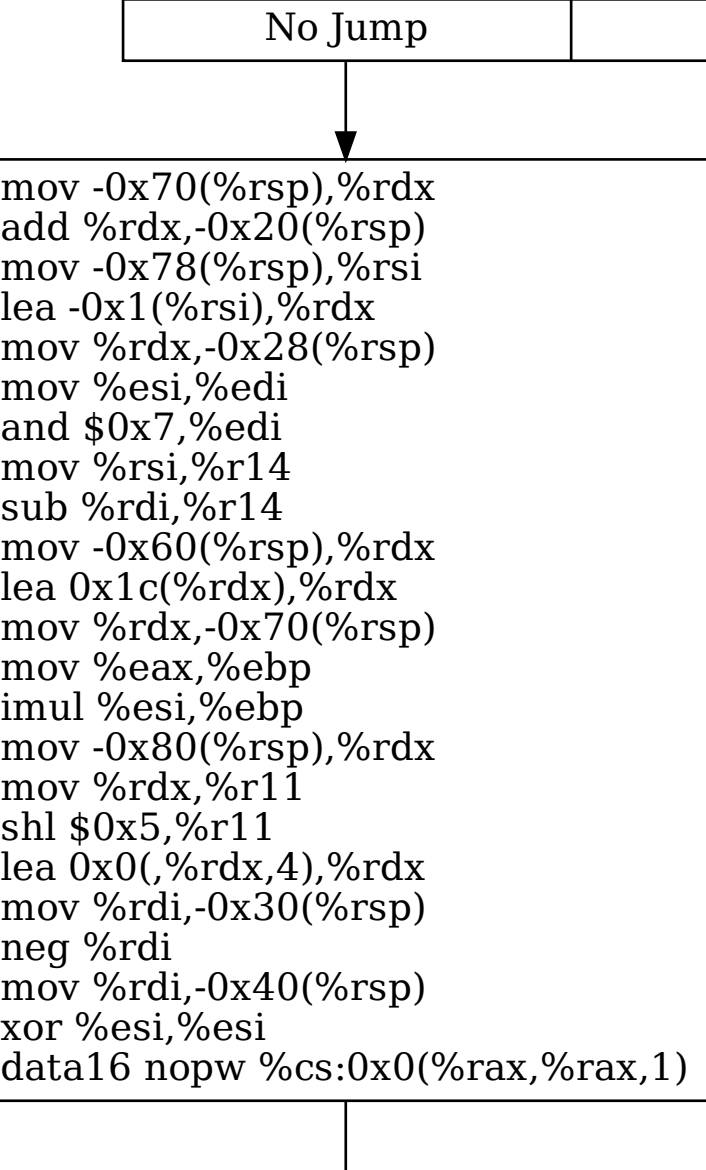 No Jump
mov -0x70(%rsp),%rdx
add %rdx,-0x20(%rsp)
mov -0x78(%rsp),%rsi
lea -0x1(%rsi),%rdx
mov %rdx,-0x28(%rsp)
mov %esi,%edi
and $0x7,%edi
mov %rsi,%r14
sub %rdi,%r14
mov -0x60(%rsp),%rdx
lea 0x1c(%rdx),%rdx
mov %rdx,-0x70(%rsp)
mov %eax,%ebp
imul %esi,%ebp
mov -0x80(%rsp),%rdx
mov %rdx,%r11
shl $0x5,%r11
lea 0x0(,%rdx,4),%rdx
mov %rdi,-0x30(%rsp)
neg %rdi
mov %rdi,-0x40(%rsp)
xor %esi,%esi
data16 nopw %cs:0x0(%rax,%rax,1)